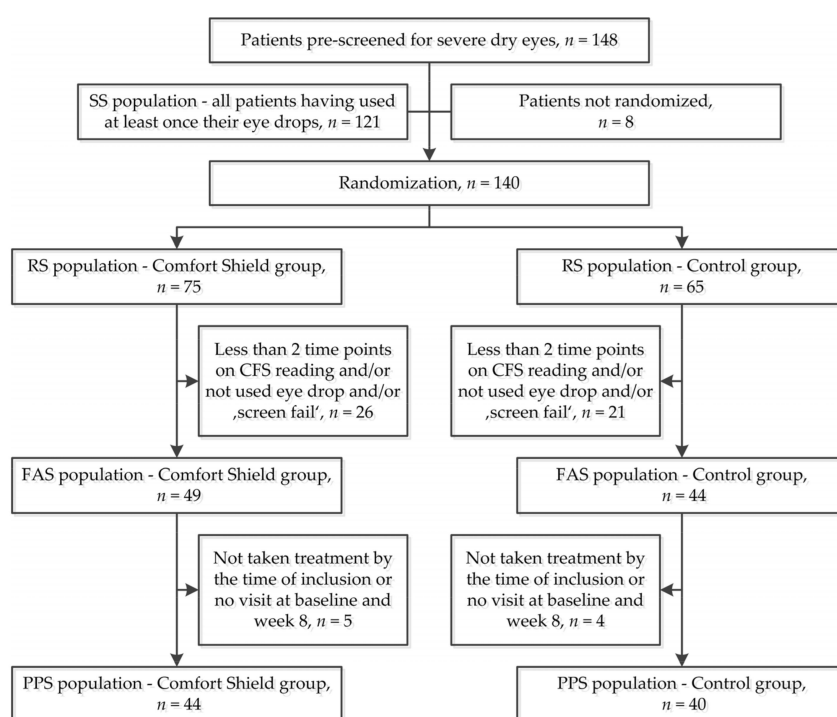 Patients pre-screened for severe dry eyes, n = 148
SS population - all patients having used
at least once their eye drops, n = 121
Patients not randomized,
n = 8
Randomization, n = 140
RS population - Comfort Shield group,
n = 75
RS population - Control group,
n = 65
Less than 2 time points
on CFS reading and/or
not used eye drop and/or
‚screen fail‘, n = 26
Less than 2 time points
on CFS reading and/or
not used eye drop and/or
‚screen fail‘, n = 21
FAS population - Comfort Shield group,
n = 49
FAS population - Control group,
n = 44
Not taken treatment by
the time of inclusion or
no visit at baseline and
week 8, n = 5
Not taken treatment by
the time of inclusion or
no visit at baseline and
week 8, n = 4
PPS population - Comfort Shield group,
n = 44
PPS population - Control group,
n = 40